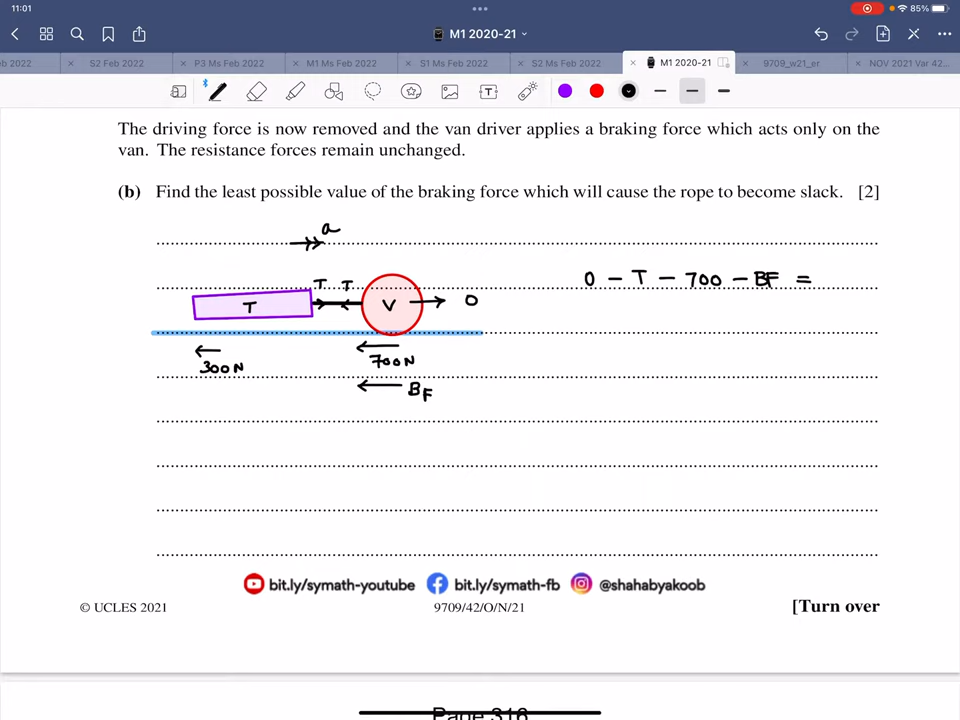 11:01
85%
M1 2020-21
eb 2022
S2 Feb 2022
P3 Ms Feb 2022
M1 Ms Feb 2022
S1 Ms Feb 2022
S2 Ms Feb 2022
M1 2020-21
9709_w21_er
NOV 2021 Var 42...
The driving force is now removed and the van driver applies a braking force which acts only on the
van. The resistance forces remain unchanged.
(b) Find the least possible value of the braking force which will cause the rope to become slack. [2]
a
0 - T - 700 - BF =
T T
T V 0
300N 700N
BF
bit.ly/symath-youtube bit.ly/symath-fb @shahabyakoob
© UCLES 2021 9709/42/O/N/21 [Turn over
Page 316